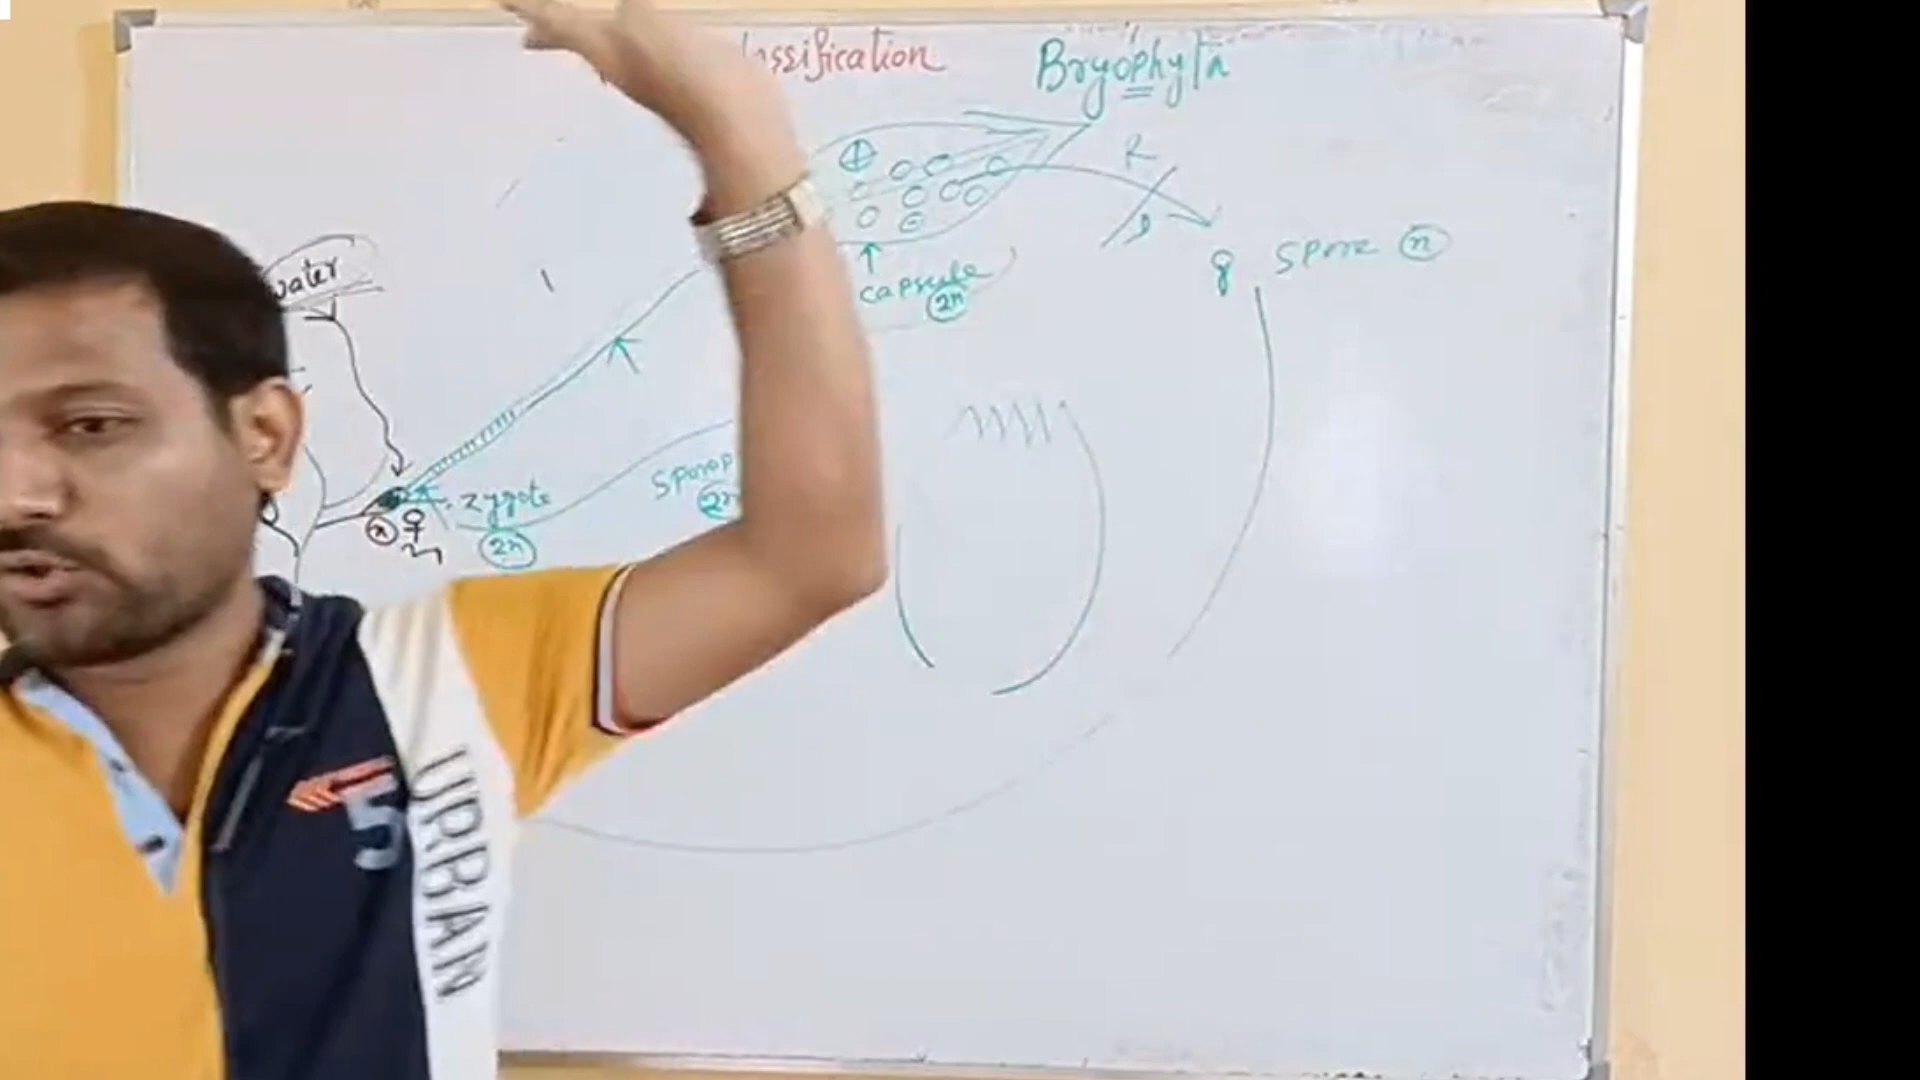 Bryophyta
R
D
water
capsule
2n
spore n
zygote
2n
n ♀
2n
5
URBAN